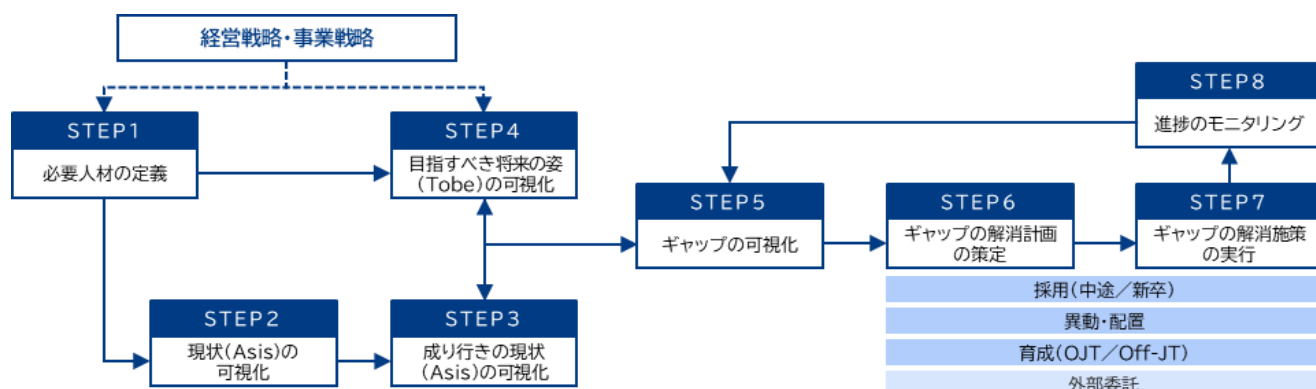 経営戦略・事業戦略
STEP1
必要人材の定義
STEP4
目指すべき将来の姿
(Tobe)の可視化
STEP2
現状(Asis)の
可視化
STEP3
成り行きの現状
(Asis)の可視化
STEP5
ギャップの可視化
STEP6
ギャップの解消計画
の策定
STEP7
ギャップの解消施策
の実行
STEP8
進捗のモニタリング
採用(中途／新卒)
異動・配置
育成(OJT／Off-JT)
外部委託